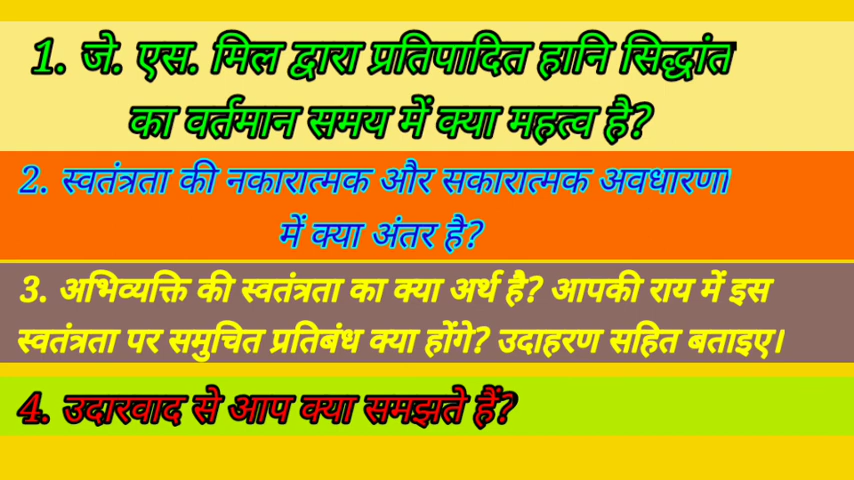 1. जे. एस. मिल द्वारा प्रतिपादित हानि सिद्धांत
का वर्तमान समय में क्या महत्व है?
2. स्वतंत्रता की नकारात्मक और सकारात्मक अवधारणा
में क्या अंतर है?
3. अभिव्यक्ति की स्वतंत्रता का क्या अर्थ है? आपकी राय में इस
स्वतंत्रता पर समुचित प्रतिबंध क्या होंगे? उदाहरण सहित बताइए।
4. उदारवाद से आप क्या समझते हैं?